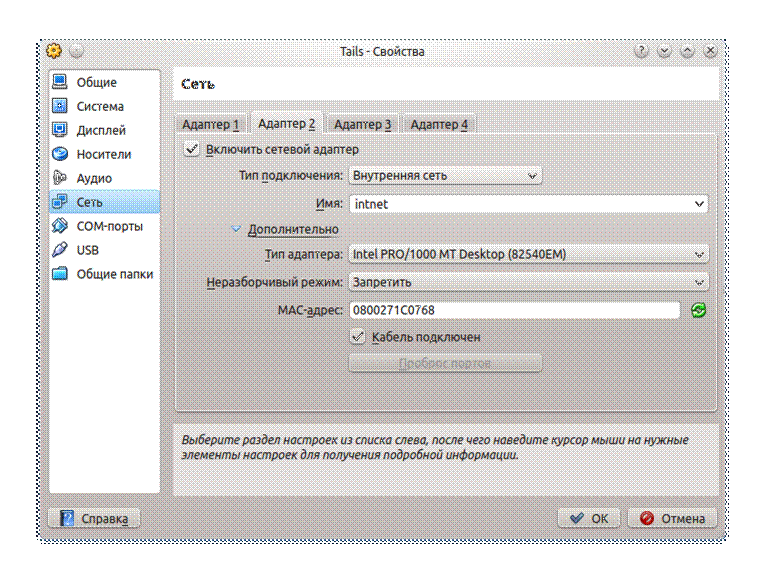 Tails - Свойства
Общие
Система
Дисплей
Носители
Аудио
Сеть
COM-порты
USB
Общие папки
Сеть
Адаптер 1 Адаптер 2 Адаптер 3 Адаптер 4
Включить сетевой адаптер
Тип подключения: Внутренняя сеть
Имя: intnet
Дополнительно
Тип адаптера: Intel PRO/1000 MT Desktop (82540EM)
Неразборчивый режим: Запретить
MAC-адрес: 0800271C0768
Кабель подключен
Проброс портов
Выберите раздел настроек из списка слева, после чего наведите курсор мыши на нужные
элементы настроек для получения подробной информации.
Справка OK Отмена